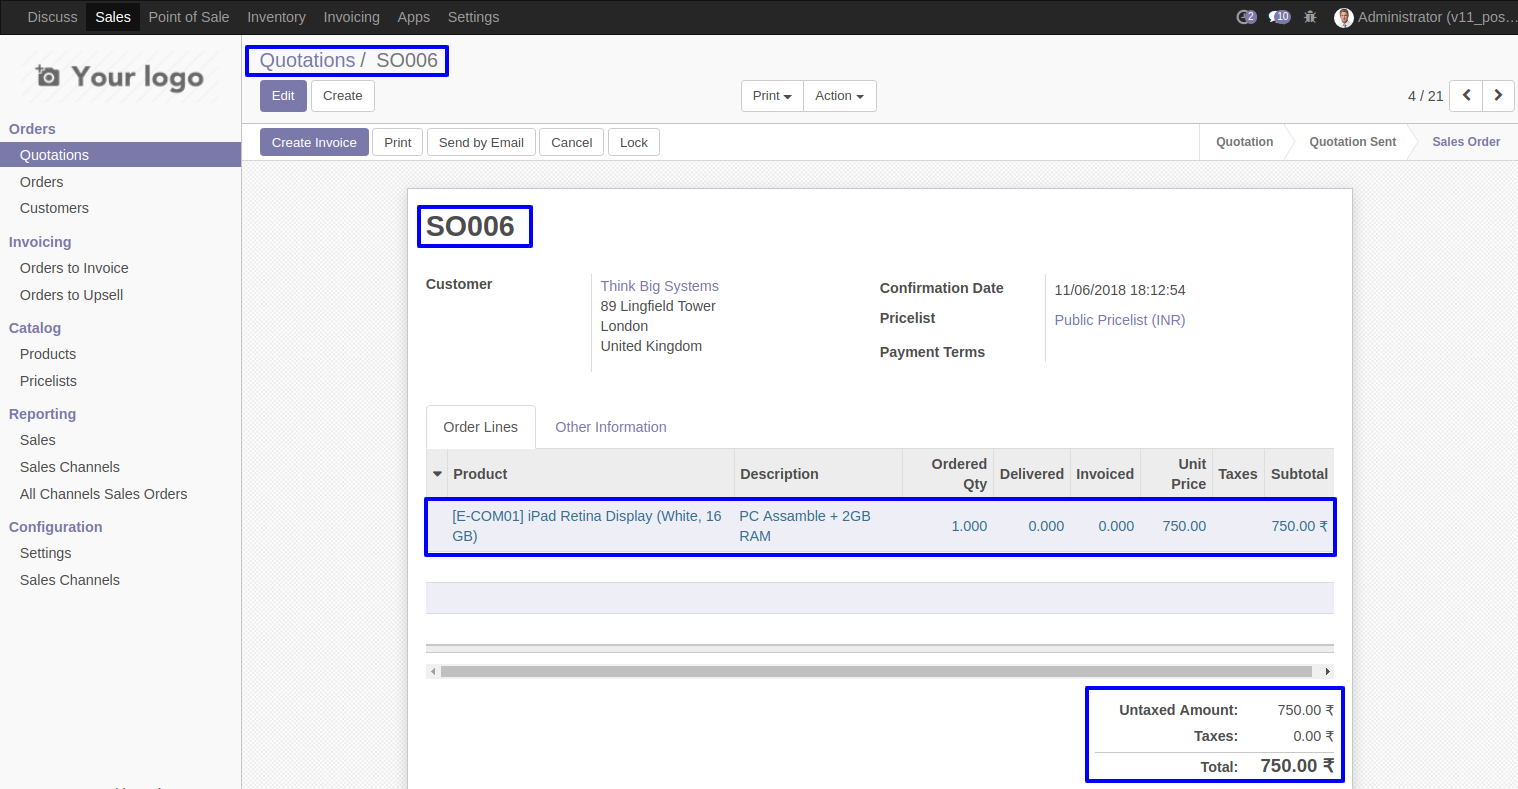 Discuss Sales Point of Sale Inventory Invoicing Apps Settings 2 10 Administrator (v11_pos...
Your logo
Quotations / SO006
Edit Create Print Action 4 / 21
Create Invoice Print Send by Email Cancel Lock Quotation Quotation Sent Sales Order
Orders
Quotations
Orders
Customers
Invoicing
Orders to Invoice
Orders to Upsell
Catalog
Products
Pricelists
Reporting
Sales
Sales Channels
All Channels Sales Orders
Configuration
Settings
Sales Channels
SO006
Customer
Think Big Systems
89 Lingfield Tower
London
United Kingdom
Confirmation Date 11/06/2018 18:12:54
Pricelist Public Pricelist (INR)
Payment Terms
Order Lines Other Information
Product Description Ordered Qty Delivered Invoiced Unit Price Taxes Subtotal
[E-COM01] iPad Retina Display (White, 16 PC Assamble + 2GB 1.000 0.000 0.000 750.00 750.00 ₹
GB) RAM
Untaxed Amount: 750.00 ₹
Taxes: 0.00 ₹
Total: 750.00 ₹